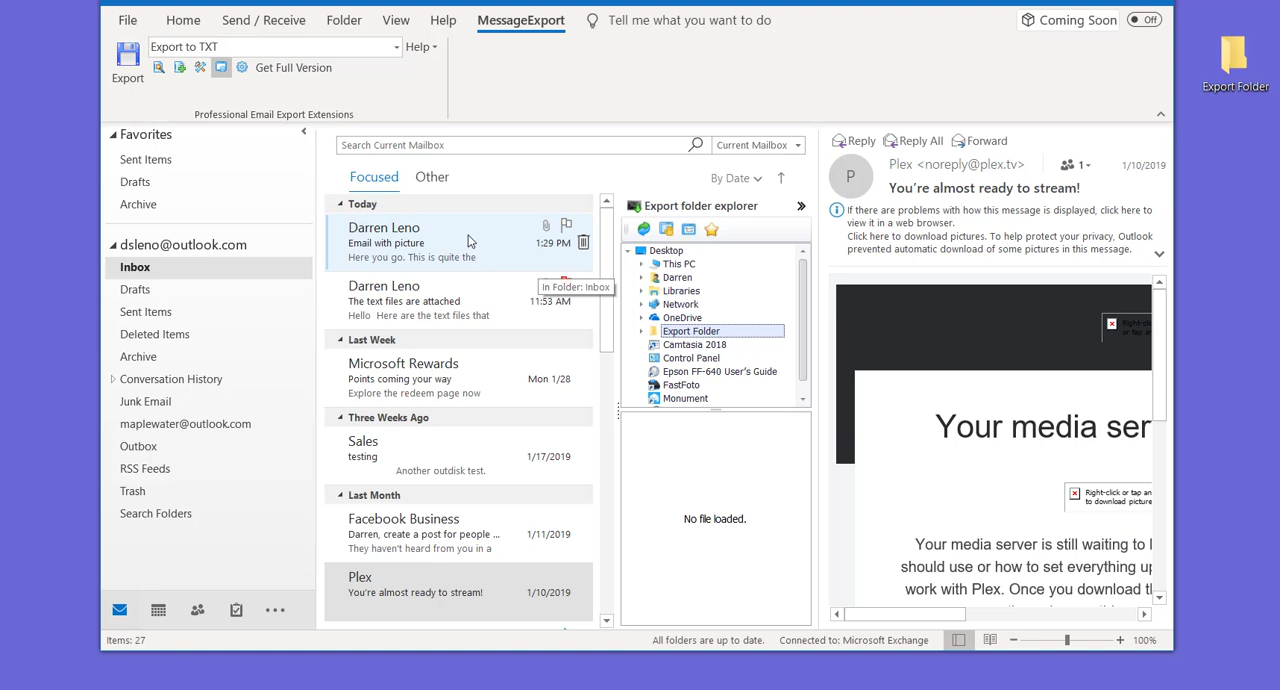 File Home Send / Receive Folder View Help MessageExport Tell me what you want to do Coming Soon Off
Export to TXT Help
Export Get Full Version
Professional Email Export Extensions
Export Folder
Favorites
Sent Items
Drafts
Archive
dsleno@outlook.com
Inbox
Drafts
Sent Items
Deleted Items
Archive
Conversation History
Junk Email
maplewater@outlook.com
Outbox
RSS Feeds
Trash
Search Folders
Search Current Mailbox Current Mailbox
Focused Other By Date
Today
Darren Leno
Email with picture 1:29 PM
Here you go. This is quite the
Darren Leno
In Folder: Inbox
The text files are attached 11:53 AM
Hello Here are the text files that
Last Week
Microsoft Rewards
Points coming your way Mon 1/28
Explore the redeem page now
Three Weeks Ago
Sales
testing 1/17/2019
Another outdisk test.
Last Month
Facebook Business
Darren, create a post for people ... 1/11/2019
They haven't heard from you in a
Plex
You're almost ready to stream! 1/10/2019
Export folder explorer
Desktop
This PC
Darren
Libraries
Network
OneDrive
Export Folder
Camtasia 2018
Control Panel
Epson FF-640 User's Guide
FastFoto
Monument
No file loaded.
Reply Reply All Forward
P
Plex <noreply@plex.tv> 1 1/10/2019
You're almost ready to stream!
If there are problems with how this message is displayed, click here to
view it in a web browser.
Click here to download pictures. To help protect your privacy, Outlook
prevented automatic download of some pictures in this message.
Your media ser
Right-click or tap an
to download picture
Your media server is still waiting to
should use or how to set everything up
work with Plex. Once you download th
Items: 27 All folders are up to date. Connected to: Microsoft Exchange 100%